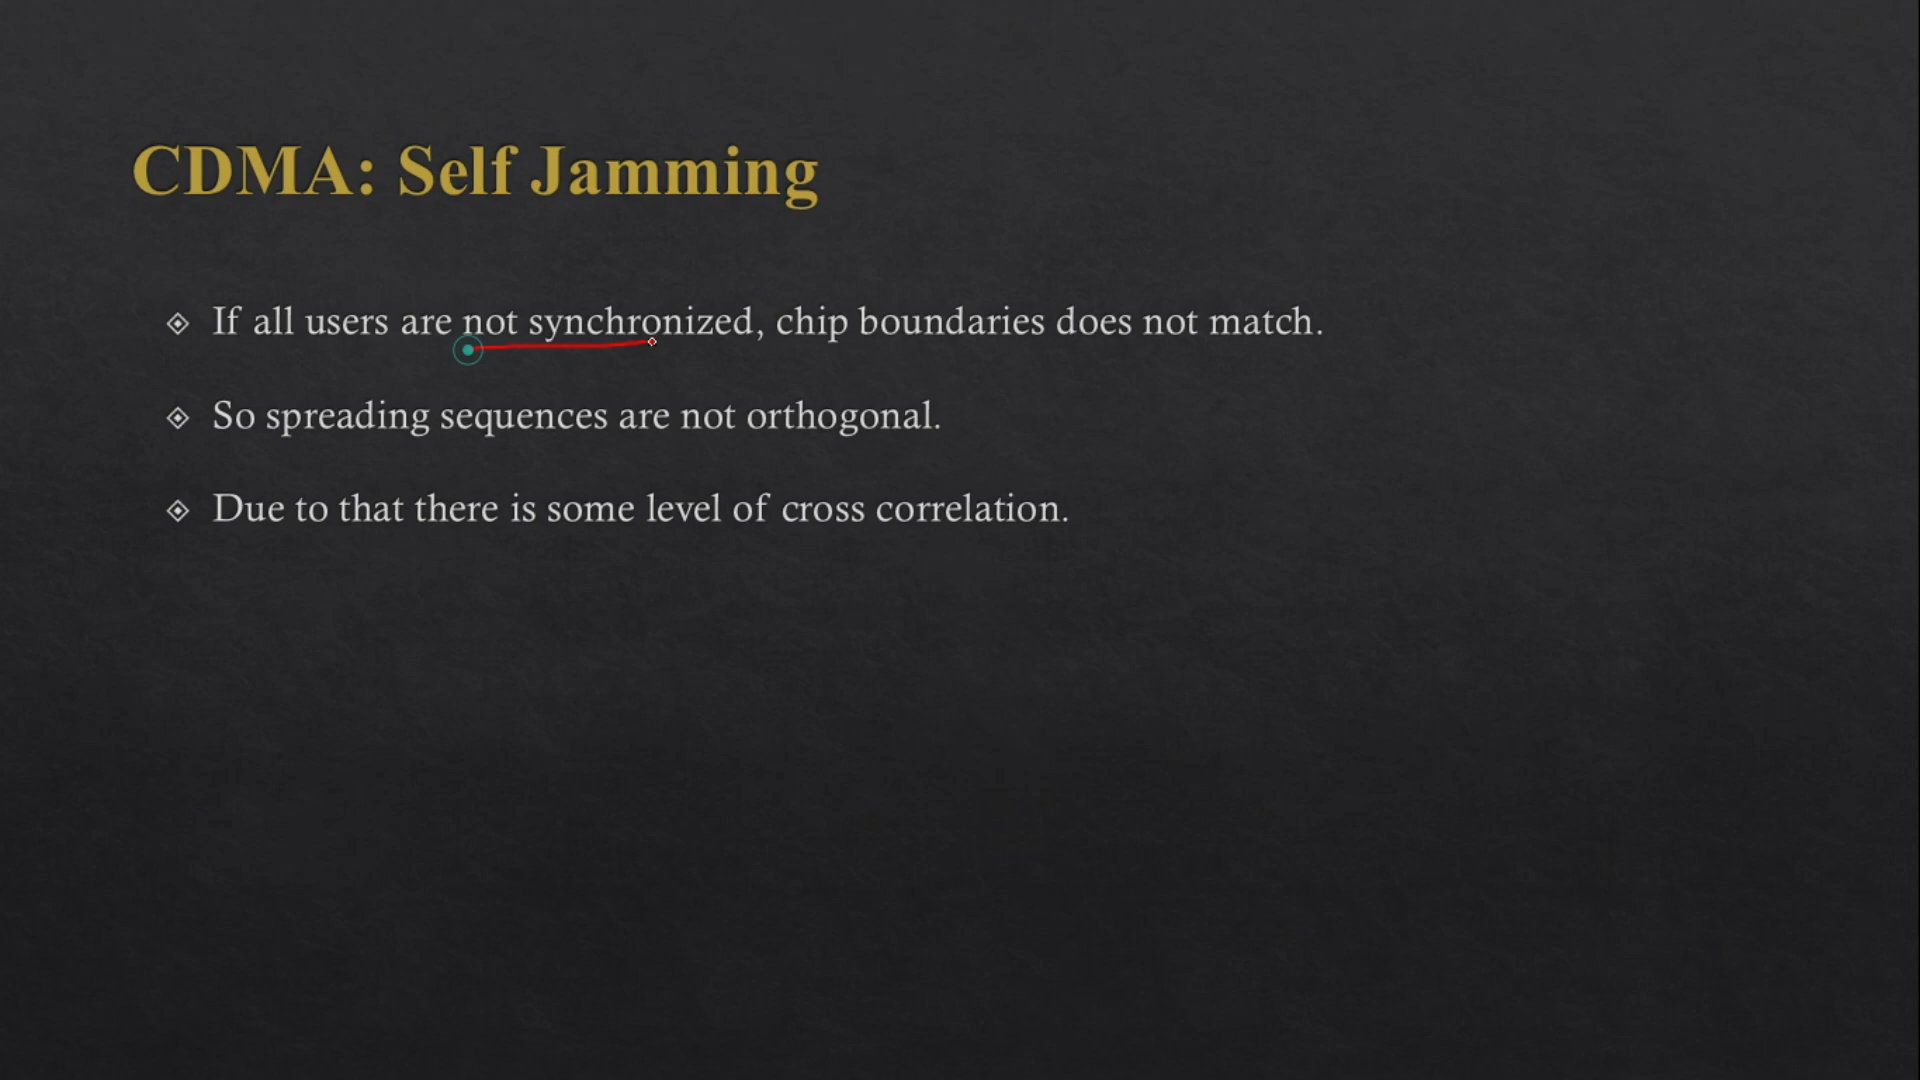 CDMA: Self Jamming
If all users are not synchronized, chip boundaries does not match.
So spreading sequences are not orthogonal.
Due to that there is some level of cross correlation.